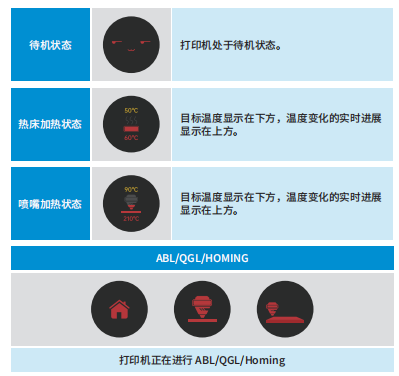 待机状态
打印机处于待机状态。
热床加热状态
50℃
60℃
目标温度显示在下方，温度变化的实时进展
显示在上方。
喷嘴加热状态
90℃
210℃
目标温度显示在下方，温度变化的实时进展
显示在上方。
ABL/QGL/HOMING
打印机正在进行 ABL/QGL/Homing